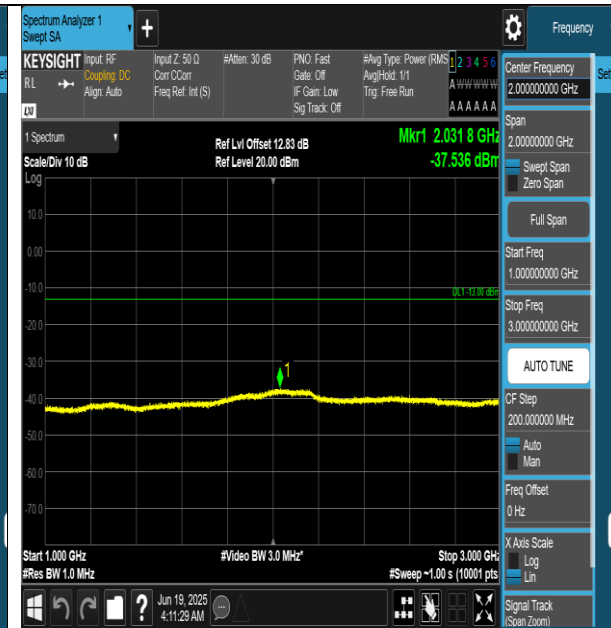 Spectrum Analyzer 1
Swept SA
+
Frequency
KEYSIGHT
RL
LXI
Input: RF
Coupling: DC
Align: Auto
Input Z: 50 Ω
Corr CCorr
Freq Ref: Int (S)
#Atten: 30 dB
PNO: Fast
Gate: Off
IF Gain: Low
Sig Track: Off
#Avg Type: Power (RMS
Avg|Hold: 1/1
Trig: Free Run
1 2 3 4 5 6
A W W W W W
A A A A A A
1 Spectrum
Scale/Div 10 dB
Log
Ref Lvl Offset 12.83 dB
Ref Level 20.00 dBm
Mkr1 2.031 8 GHz
-37.536 dBm
10.0
0.00
-10.0
DL1 -13.00 dBm
-20.0
-30.0
1
-40.0
-50.0
-60.0
-70.0
Start 1.000 GHz
#Res BW 1.0 MHz
#Video BW 3.0 MHz*
Stop 3.000 GHz
#Sweep ~1.00 s (10001 pts
?
Jun 19, 2025
4:11:29 AM
Center Frequency
2.000000000 GHz
Span
2.00000000 GHz
Swept Span
Zero Span
Full Span
Start Freq
1.000000000 GHz
Stop Freq
3.000000000 GHz
AUTO TUNE
CF Step
200.000000 MHz
Auto
Man
Freq Offset
0 Hz
X Axis Scale
Log
Lin
Signal Track
(Span Zoom)
Set